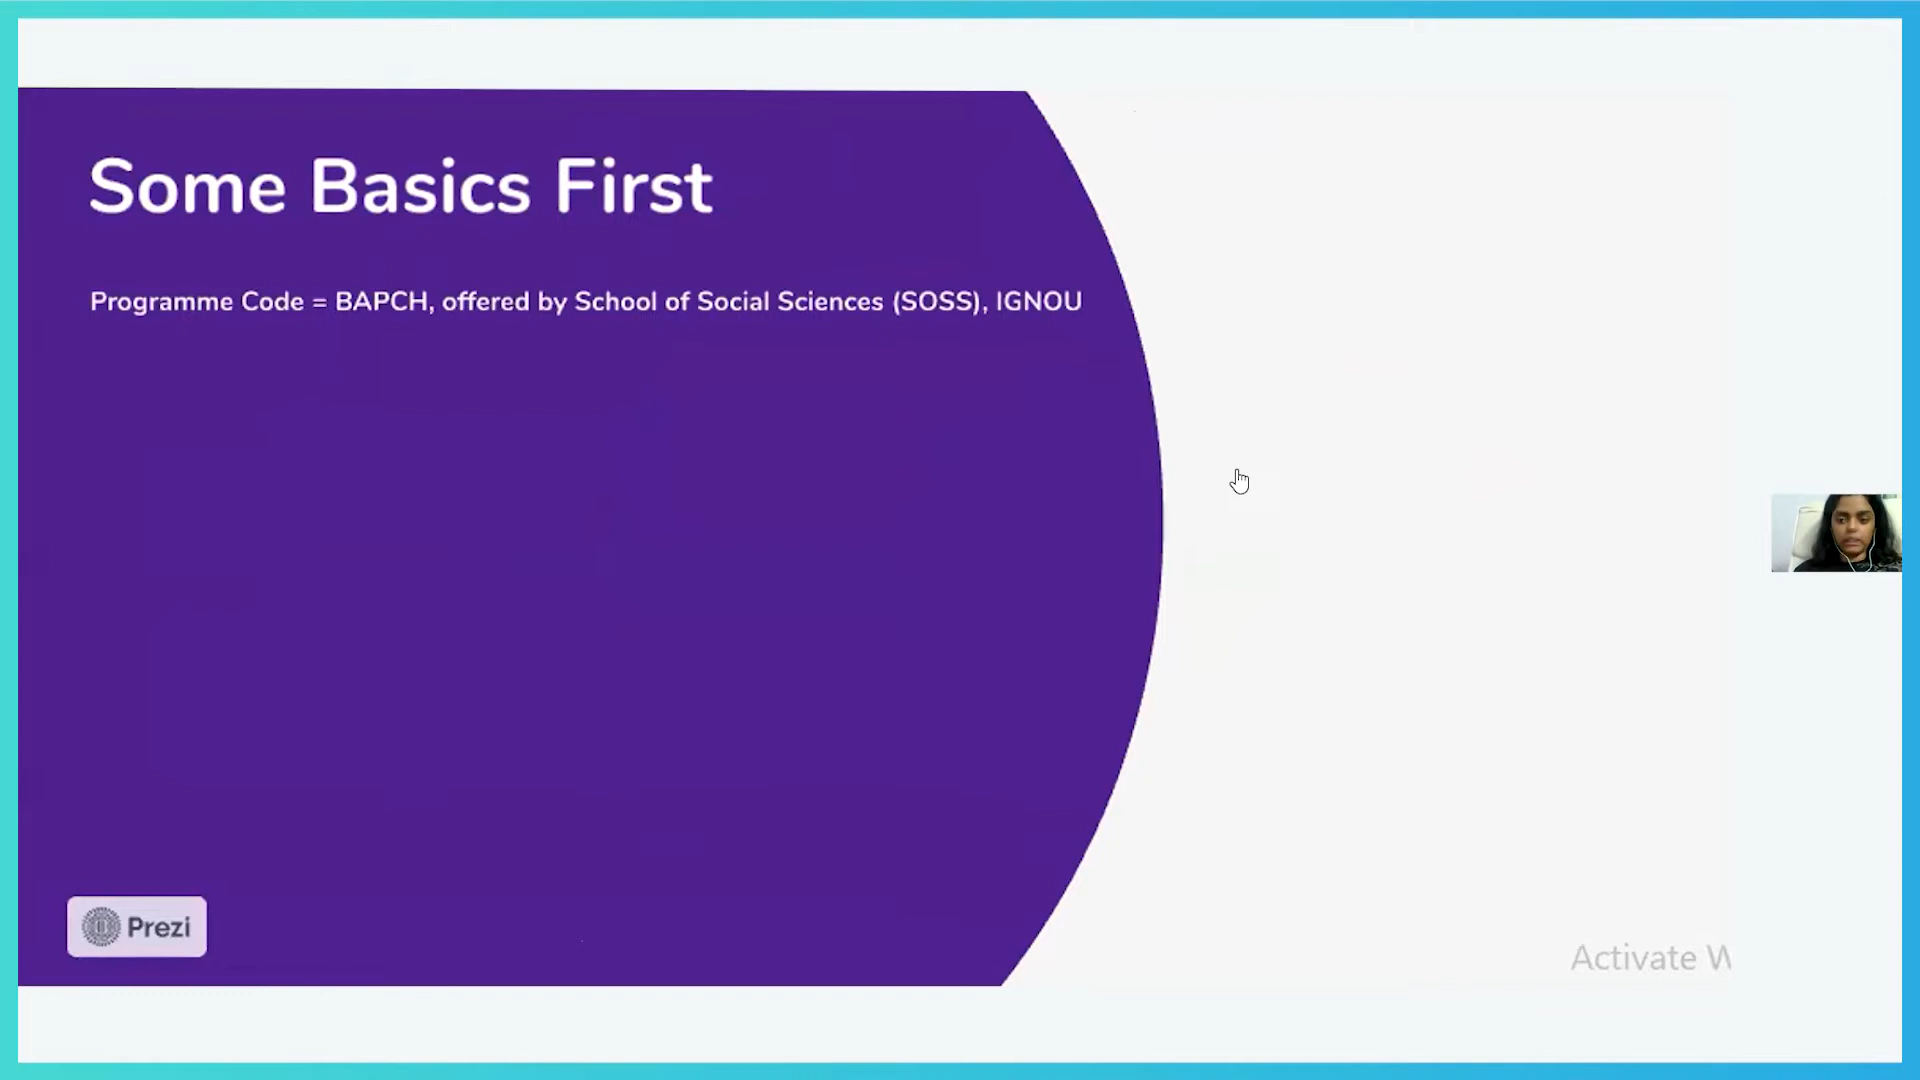 Some Basics First
Programme Code = BAPCH, offered by School of Social Sciences (SOSS), IGNOU
Prezi
Activate W